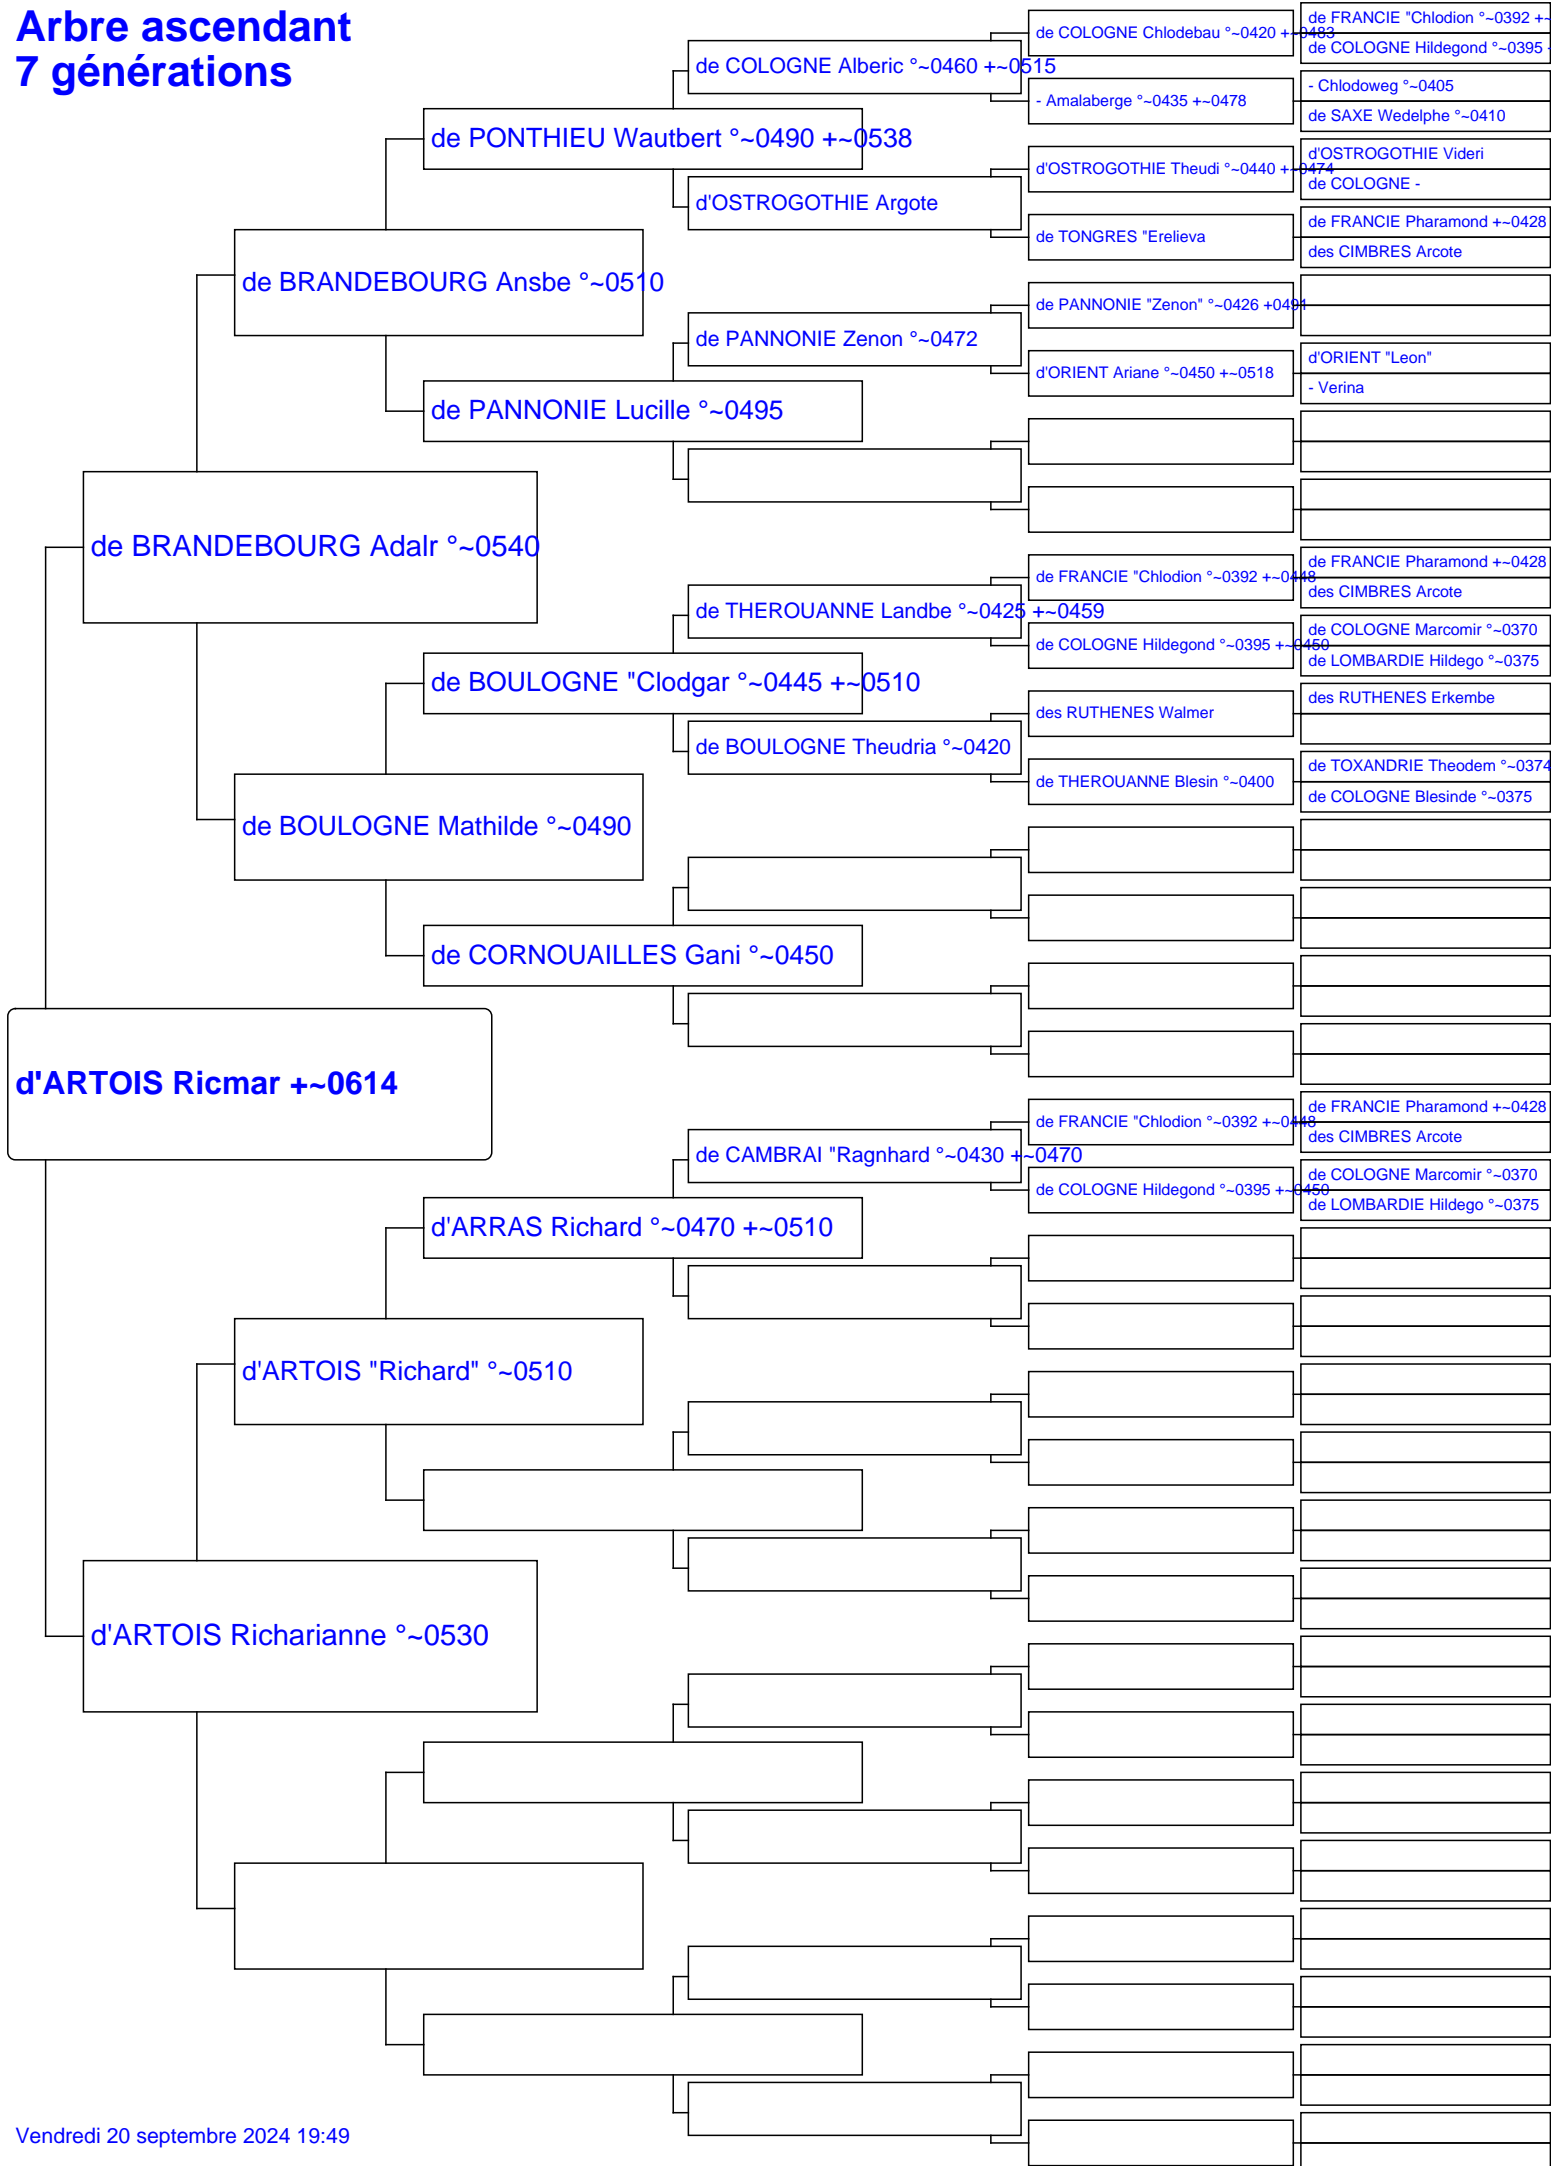 Arbre ascendant
7 générations
de FRANCIE "Chlodion °~0392 +~
de COLOGNE Chlodebau °~0420 +~0483
de COLOGNE Hildegond °~0395
de COLOGNE Alberic °~0460 +~0515
- Chlodoweg °~0405
- Amalaberge °~0435 +~0478
de SAXE Wedelphe °~0410
de PONTHIEU Wautbert °~0490 +~0538
d'OSTROGOTHIE Videri
d'OSTROGOTHIE Theudi °~0440 +~0474
de COLOGNE -
d'OSTROGOTHIE Argote
de FRANCIE Pharamond +~0428
de TONGRES "Erelieva
des CIMBRES Arcote
de BRANDEBOURG Ansbe °~0510
de PANNONIE "Zenon" °~0426 +0491
de PANNONIE Zenon °~0472
d'ORIENT "Leon"
d'ORIENT Ariane °~0450 +~0518
- Verina
de PANNONIE Lucille °~0495
de BRANDEBOURG Adalr °~0540
de FRANCIE Pharamond +~0428
de FRANCIE "Chlodion °~0392 +~0448
des CIMBRES Arcote
de THEROUANNE Landbe °~0425 +~0459
de COLOGNE Marcomir °~0370
de COLOGNE Hildegond °~0395 +~0450
de LOMBARDIE Hildego °~0375
de BOULOGNE "Clodgar °~0445 +~0510
des RUTHENES Erkembe
des RUTHENES Walmer
de BOULOGNE Theudria °~0420
de TOXANDRIE Theodem °~0374
de THEROUANNE Blesin °~0400
de COLOGNE Blesinde °~0375
de BOULOGNE Mathilde °~0490
de CORNOUAILLES Gani °~0450
d'ARTOIS Ricmar +~0614
de FRANCIE Pharamond +~0428
de FRANCIE "Chlodion °~0392 +~0448
des CIMBRES Arcote
de CAMBRAI "Ragnhard °~0430 +~0470
de COLOGNE Marcomir °~0370
de COLOGNE Hildegond °~0395 +~0450
de LOMBARDIE Hildego °~0375
d'ARRAS Richard °~0470 +~0510
d'ARTOIS "Richard" °~0510
d'ARTOIS Richarianne °~0530
Vendredi 20 septembre 2024 19:49